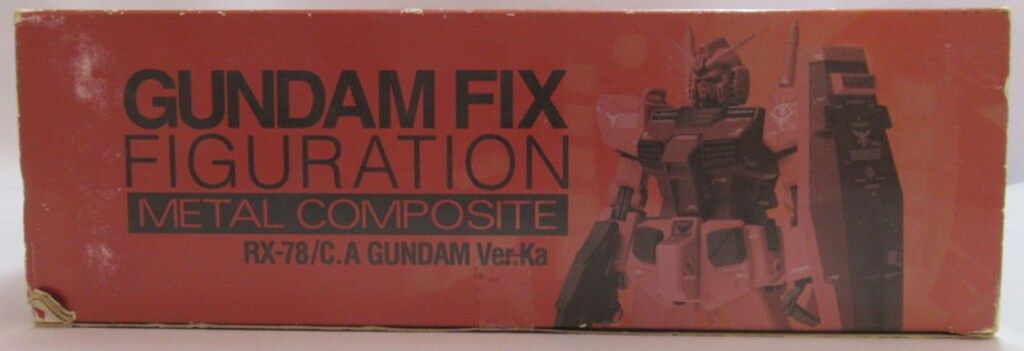 GUNDAM FIX
FIGURATION
METAL COMPOSITE
RX-78/C.A GUNDAM Ver.Ka